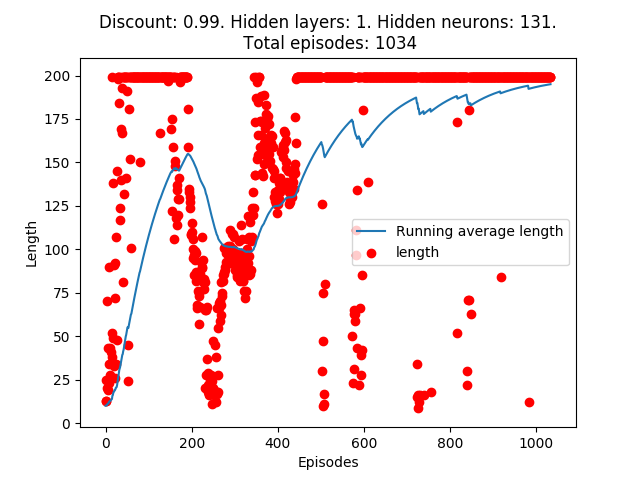 Discount: 0.99. Hidden layers: 1. Hidden neurons: 131.
Total episodes: 1034
200
175
150
125
100
75
50
25
0
Length
Running average length
length
0
200
400
600
800
1000
Episodes